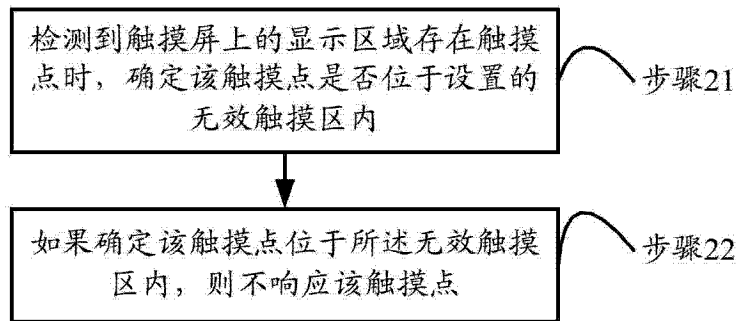 检测到触摸屏上的显示区域存在触摸
点时，确定该触摸点是否位于设置的
无效触摸区内
步骤21
如果确定该触摸点位于所述无效触摸
区内，则不响应该触摸点
步骤22